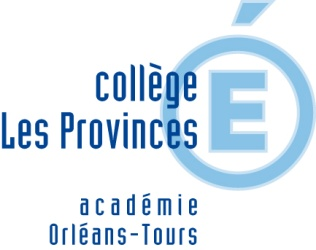 collège
Les Provinces
É
académie
Orléans-Tours